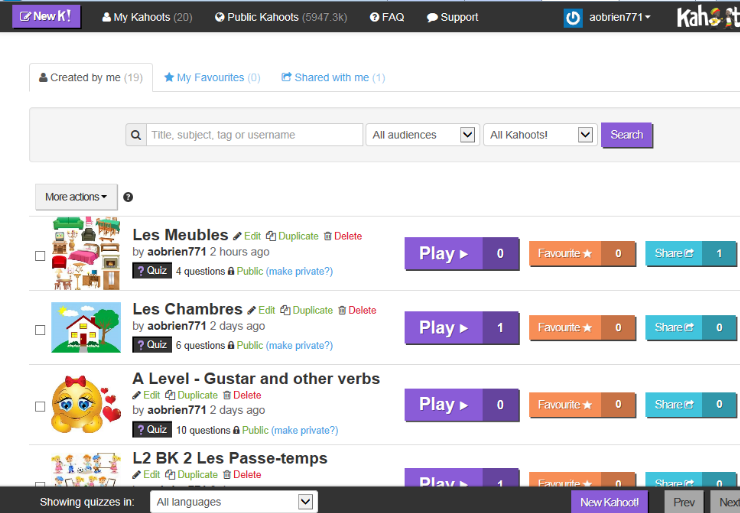 New K! My Kahoots (20) Public Kahoots (5947.3k) FAQ Support aobrien771 Kahoot
Created by me (19) My Favourites (0) Shared with me (1)
Title, subject, tag or username All audiences All Kahoots! Search
More actions ?
Les Meubles Edit Duplicate Delete
by aobrien771 2 hours ago
? Quiz 4 questions Public (make private?)
Play 0 Favourite 0 Share 1
Les Chambres Edit Duplicate Delete
by aobrien771 2 days ago
? Quiz 6 questions Public (make private?)
Play 1 Favourite 0 Share 0
A Level - Gustar and other verbs
Edit Duplicate Delete
by aobrien771 2 days ago
? Quiz 10 questions Public (make private?)
Play 0 Favourite 0 Share 0
L2 BK 2 Les Passe-temps
Edit Duplicate Delete
Play 1 Favourite 0 Share 0
Showing quizzes in: All languages New Kahoot! Prev Next